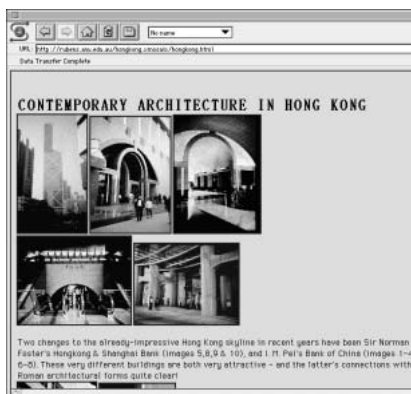 No name
URL: http://rubens.anu.edu.au/hongkong.smosaic/hongkong.html
Data Transfer Complete
CONTEMPORARY ARCHITECTURE IN HONG KONG
Two changes to the already-impressive Hong Kong skyline in recent years have been Sir Norman
Foster's Hongkong & Shanghai Bank (images 5,8,9 & 10), and I. M. Pei's Bank of China (images 1-4
6-8). These very different buildings are both very attractive - and the latter's connections with
Roman architectural forms quite clear!